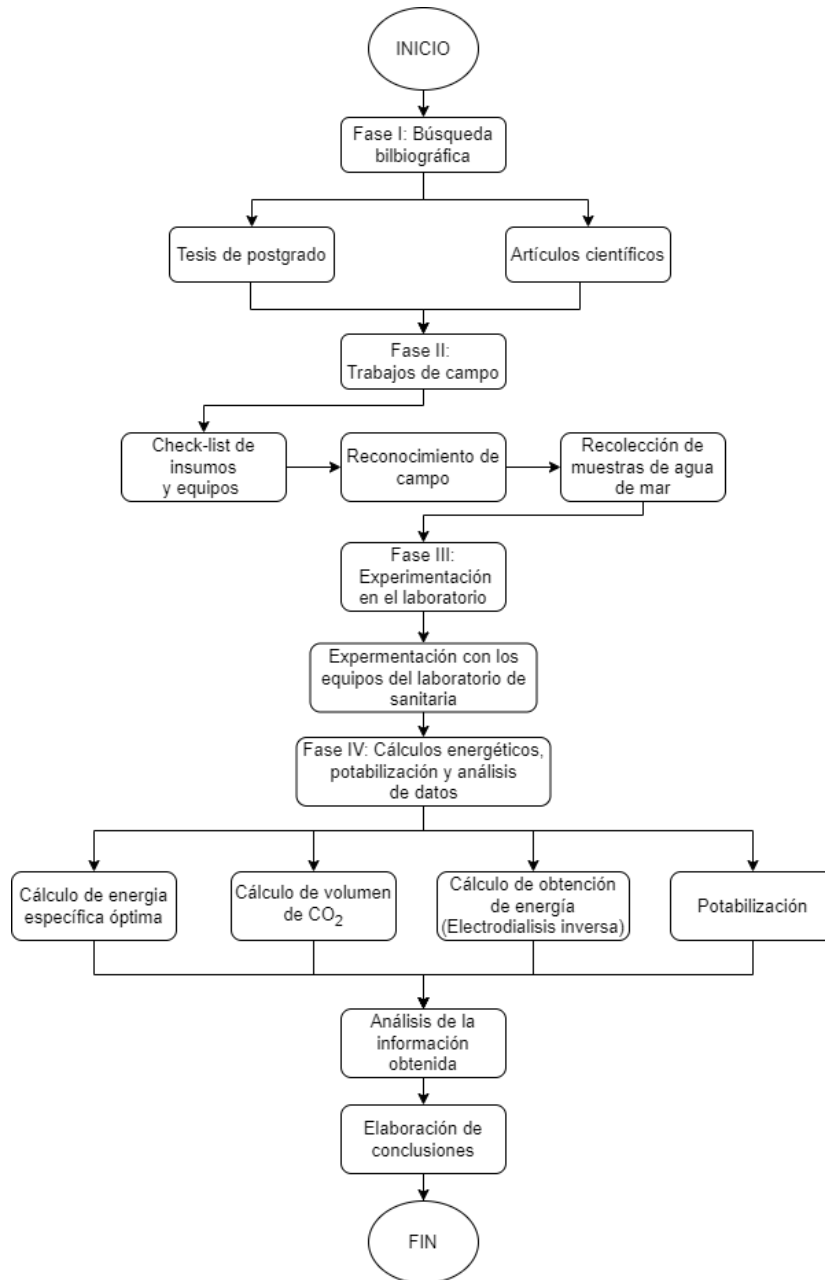 INICIO
Fase I: Búsqueda
bilbiográfica
Tesis de postgrado
Artículos científicos
Fase II:
Trabajos de campo
Check-list de
insumos
y equipos
Reconocimiento de
campo
Recolección de
muestras de agua
de mar
Fase III:
Experimentación
en el laboratorio
Expermentación con los
equipos del laboratorio de
sanitaria
Fase IV: Cálculos energéticos,
potabilización y análisis
de datos
Cálculo de energia
específica óptima
Cálculo de volumen
de CO2
Cálculo de obtención
de energía
(Electrodialisis inversa)
Potabilización
Análisis de la
información
obtenida
Elaboración de
conclusiones
FIN